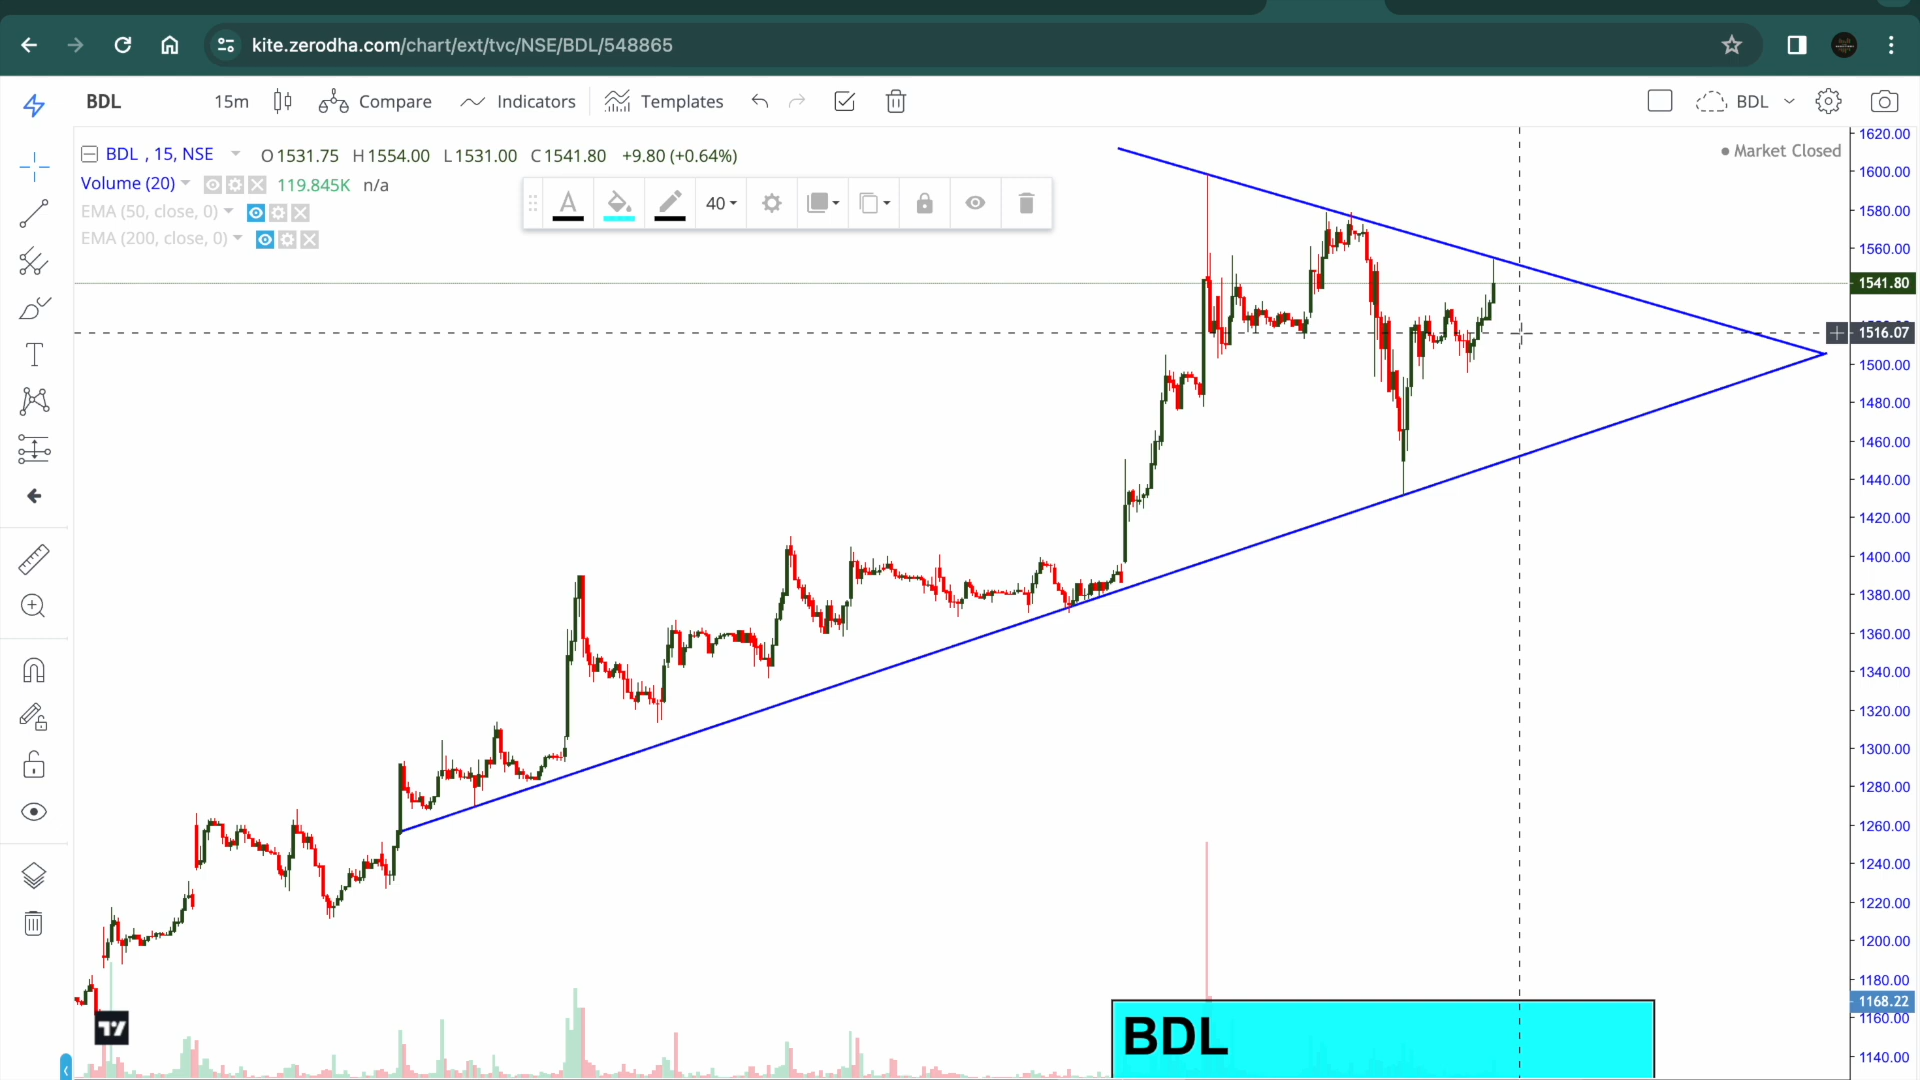 kite.zerodha.com/chart/ext/tvc/NSE/BDL/548865
BDL 15m Compare Indicators Templates BDL
BDL , 15, NSE O1531.75 H1554.00 L1531.00 C1541.80 +9.80 (+0.64%)
Market Closed
Volume (20) 119.845K n/a
EMA (50, close, 0)
EMA (200, close, 0)
A 40
1620.00
1600.00
1580.00
1560.00
1541.80
1516.07
1500.00
1480.00
1460.00
1440.00
1420.00
1400.00
1380.00
1360.00
1340.00
1320.00
1300.00
1280.00
1260.00
1240.00
1220.00
1200.00
1180.00
1168.22
1160.00
1140.00
BDL